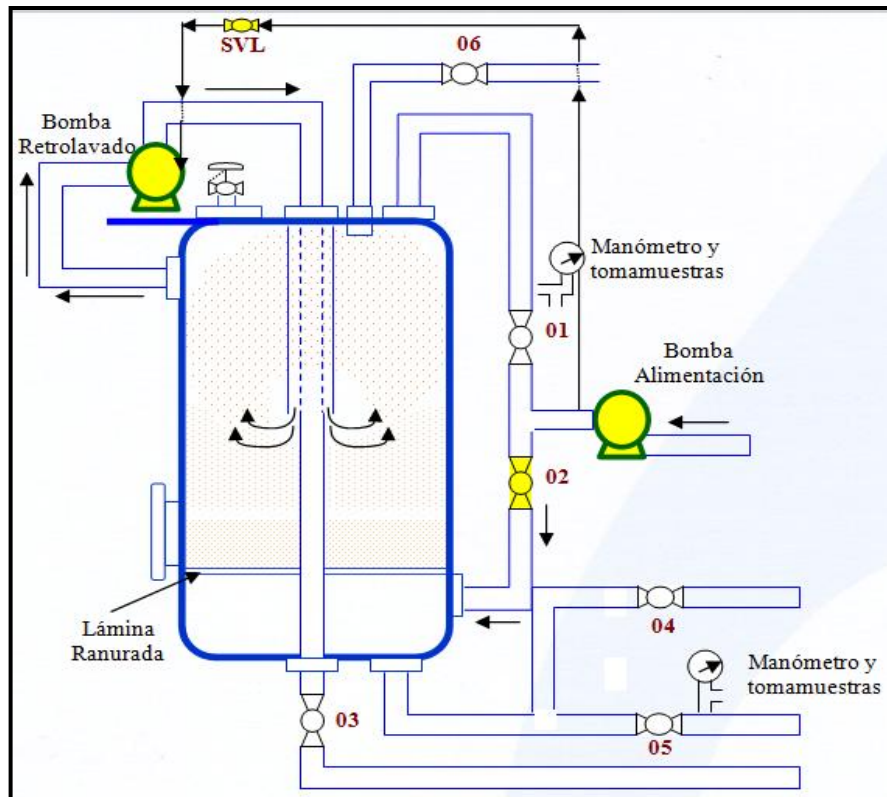 SVL
06
Bomba
Retrolavado
Manómetro y
tomamuestras
01
Bomba
Alimentación
02
Lámina
Ranurada
04
Manómetro y
tomamuestras
03
05